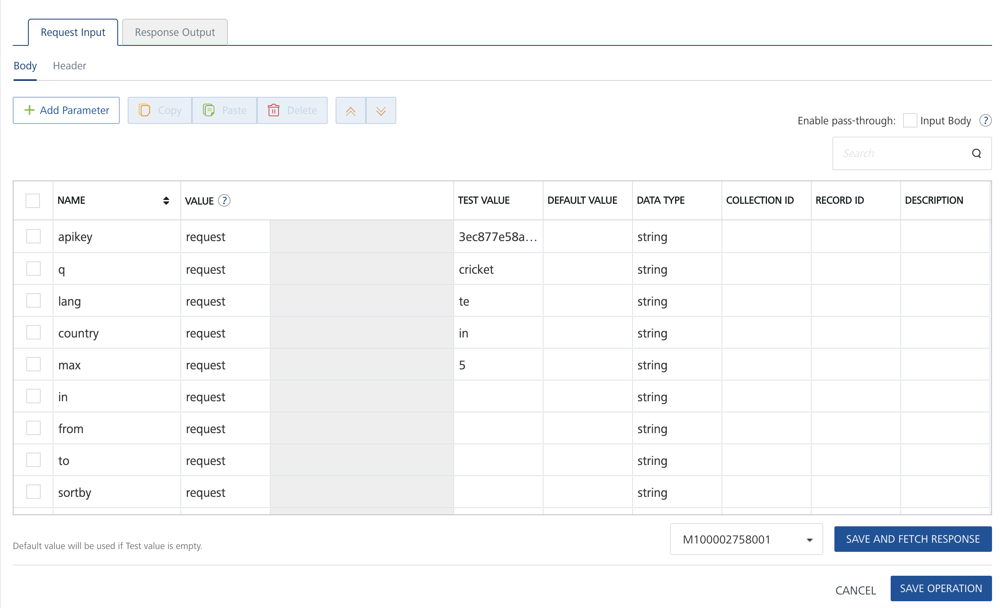 Request Input Response Output
Body Header
Add Parameter Copy Paste Delete
Enable pass-through: Input Body ?
Search
NAME VALUE ? TEST VALUE DEFAULT VALUE DATA TYPE COLLECTION ID RECORD ID DESCRIPTION
apikey request 3ec877e58a... string
q request cricket string
lang request te string
country request in string
max request 5 string
in request string
from request string
to request string
sortby request string
M100002758001 SAVE AND FETCH RESPONSE
Default value will be used if Test value is empty.
CANCEL SAVE OPERATION